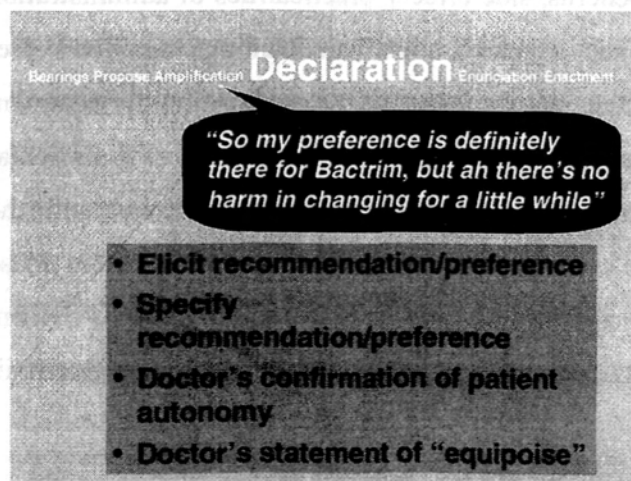 Bearings Propose Amplification Declaration Enunciation Enactment
"So my preference is definitely
there for Bactrim, but ah there's no
harm in changing for a little while"
• Elicit recommendation/preference
• Specify
recommendation/preference
• Doctor's confirmation of patient
autonomy
• Doctor's statement of "equipoise"